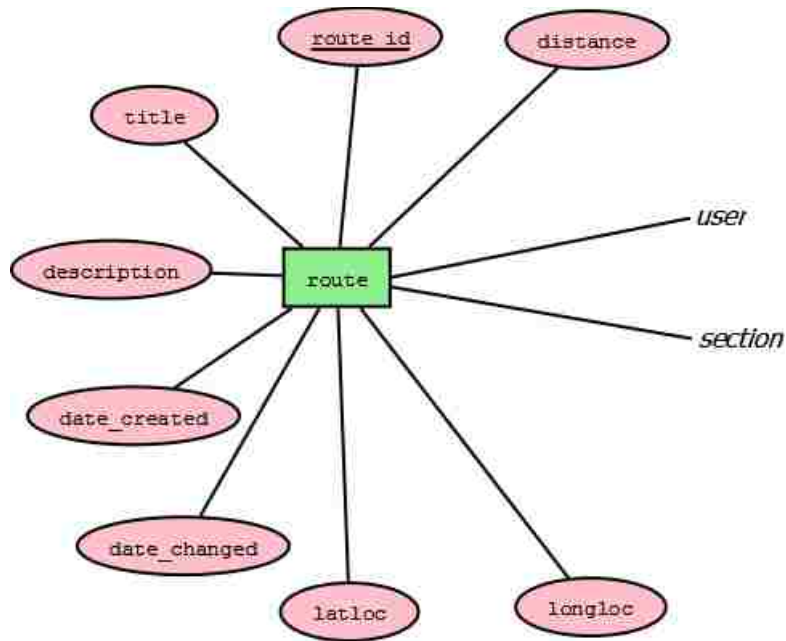 route id
distance
title
user
description
route
section
date_created
date_changed
latloc
longloc